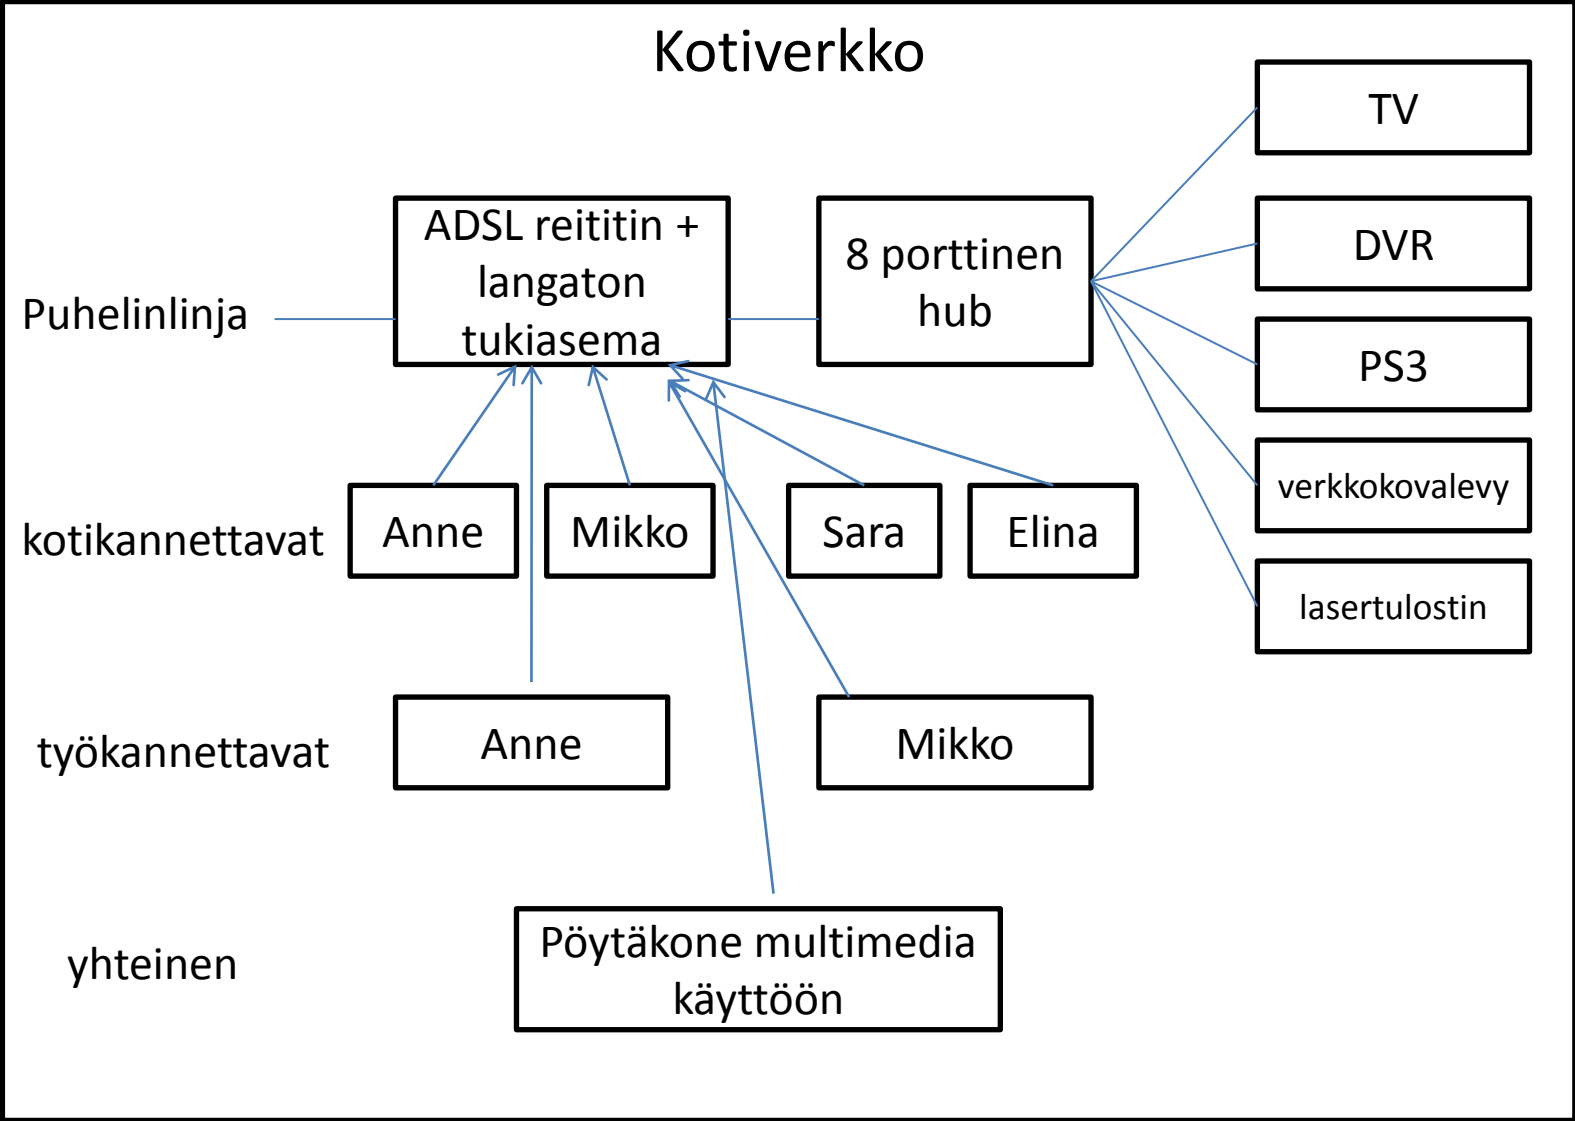 Kotiverkko
TV
ADSL reititin +
langaton
tukiasema
8 porttinen
hub
DVR
Puhelinlinja
PS3
verkkokovalevy
kotikannettavat
Anne
Mikko
Sara
Elina
lasertulostin
työkannettavat
Anne
Mikko
yhteinen
Pöytäkone multimedia
käyttöön